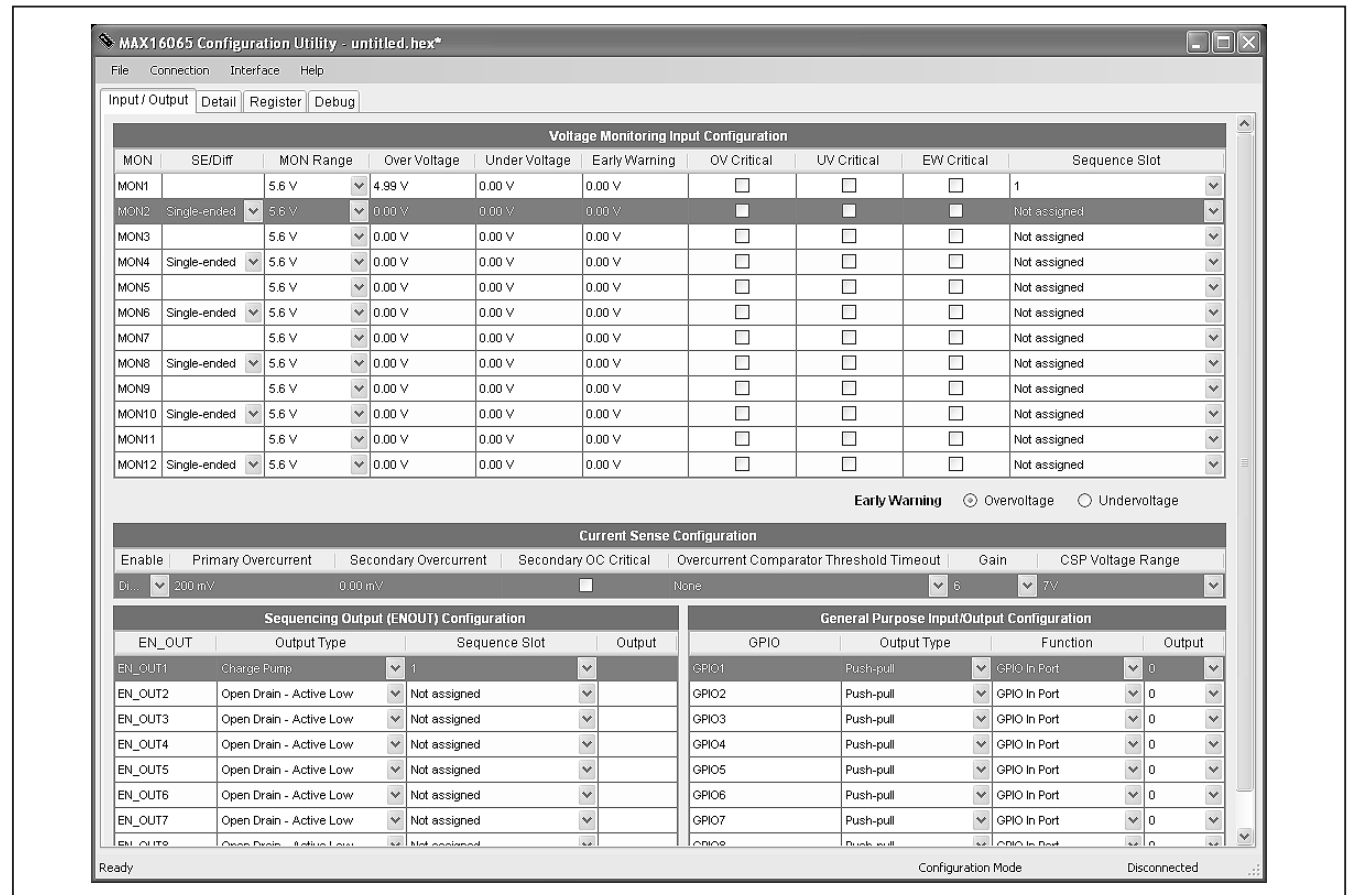 MAX16065 Configuration Utility - untitled.hex*
File Connection Interface Help
Input / Output Detail Register Debug
Voltage Monitoring Input Configuration
MON SE/Diff MON Range Over Voltage Under Voltage Early Warning OV Critical UV Critical EW Critical Sequence Slot
MON1 5.6 V 4.99 V 0.00 V 0.00 V 1
MON2 Single-ended 5.6 V 0.00 V 0.00 V 0.00 V Not assigned
MON3 5.6 V 0.00 V 0.00 V 0.00 V Not assigned
MON4 Single-ended 5.6 V 0.00 V 0.00 V 0.00 V Not assigned
MON5 5.6 V 0.00 V 0.00 V 0.00 V Not assigned
MON6 Single-ended 5.6 V 0.00 V 0.00 V 0.00 V Not assigned
MON7 5.6 V 0.00 V 0.00 V 0.00 V Not assigned
MON8 Single-ended 5.6 V 0.00 V 0.00 V 0.00 V Not assigned
MON9 5.6 V 0.00 V 0.00 V 0.00 V Not assigned
MON10 Single-ended 5.6 V 0.00 V 0.00 V 0.00 V Not assigned
MON11 5.6 V 0.00 V 0.00 V 0.00 V Not assigned
MON12 Single-ended 5.6 V 0.00 V 0.00 V 0.00 V Not assigned
Early Warning Overvoltage Undervoltage
Current Sense Configuration
Enable Primary Overcurrent Secondary Overcurrent Secondary OC Critical Overcurrent Comparator Threshold Timeout Gain CSP Voltage Range
Di... 200 mV 0.00 mV None 6 7V
Sequencing Output (ENOUT) Configuration
EN_OUT Output Type Sequence Slot Output
EN_OUT1 Charge Pump 1
EN_OUT2 Open Drain - Active Low Not assigned
EN_OUT3 Open Drain - Active Low Not assigned
EN_OUT4 Open Drain - Active Low Not assigned
EN_OUT5 Open Drain - Active Low Not assigned
EN_OUT6 Open Drain - Active Low Not assigned
EN_OUT7 Open Drain - Active Low Not assigned
EN_OUT8 Open Drain - Active Low Not assigned
General Purpose Input/Output Configuration
GPIO Output Type Function Output
GPIO1 Push-pull GPIO In Port 0
GPIO2 Push-pull GPIO In Port 0
GPIO3 Push-pull GPIO In Port 0
GPIO4 Push-pull GPIO In Port 0
GPIO5 Push-pull GPIO In Port 0
GPIO6 Push-pull GPIO In Port 0
GPIO7 Push-pull GPIO In Port 0
GPIO8 Push-pull GPIO In Port 0
Ready Configuration Mode Disconnected